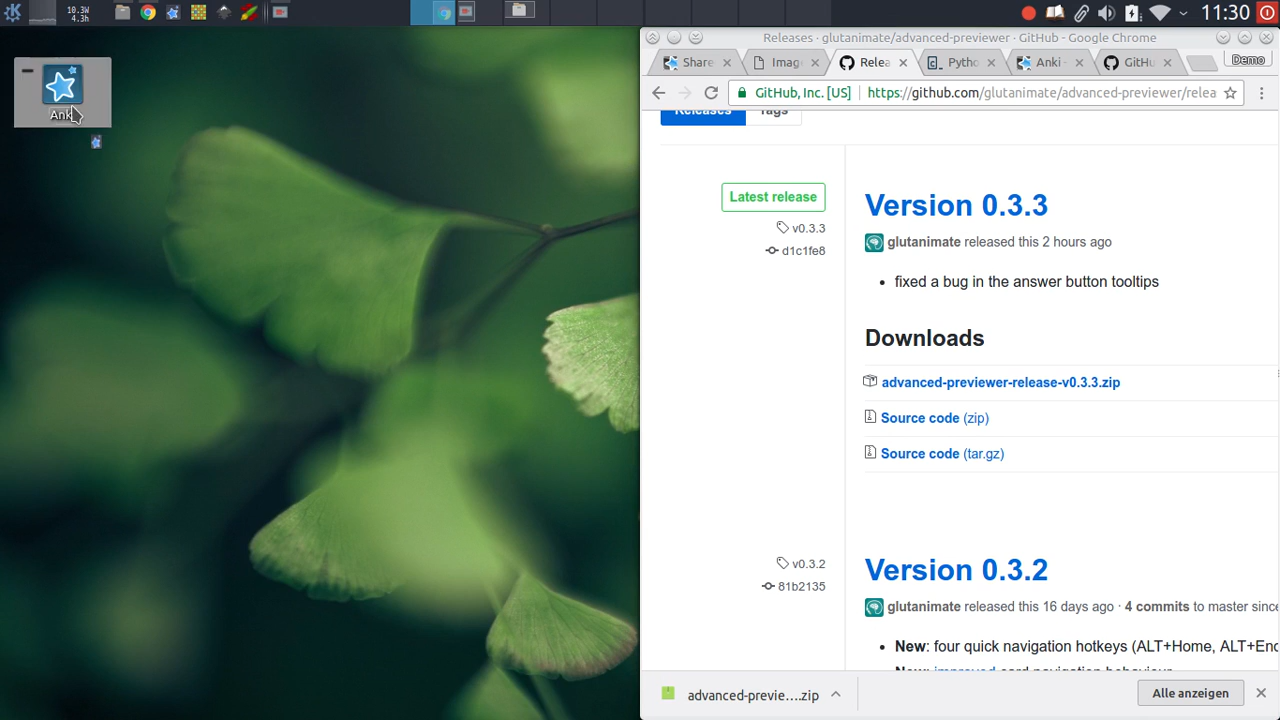 10.3W
4.3h
11:30
Anki
Releases · glutanimate/advanced-previewer · GitHub - Google Chrome
Share
Imag
Relea
Pytho
Anki -
GitHu
Demo
GitHub, Inc. [US]
https://github.com/glutanimate/advanced-previewer/relea
Releases
Tags
Latest release
v0.3.3
d1c1fe8
Version 0.3.3
glutanimate released this 2 hours ago
fixed a bug in the answer button tooltips
Downloads
advanced-previewer-release-v0.3.3.zip
Source code (zip)
Source code (tar.gz)
v0.3.2
81b2135
Version 0.3.2
glutanimate released this 16 days ago · 4 commits to master since
New: four quick navigation hotkeys (ALT+Home, ALT+End
New: improved card navigation behaviour
advanced-previe....zip
Alle anzeigen